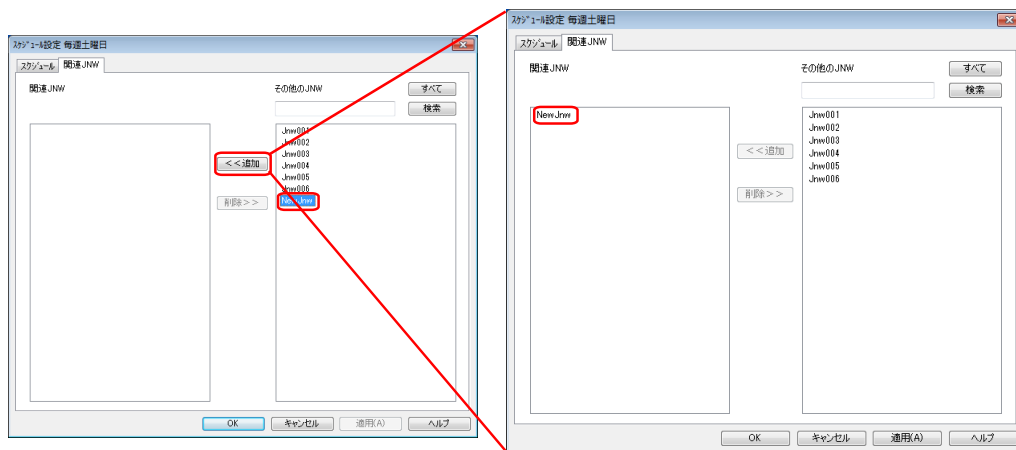 スケジュール設定 毎週土曜日
スケジュール 関連JNW
関連JNW
その他のJNW
すべて
検索
Jnw001
Jnw002
Jnw003
Jnw004
Jnw005
Jnw006
NewJnw
<<追加
削除>>
OK
キャンセル
適用(A)
ヘルプ
スケジュール設定 毎週土曜日
スケジュール 関連JNW
関連JNW
その他のJNW
すべて
検索
NewJnw
<<追加
削除>>
Jnw001
Jnw002
Jnw003
Jnw004
Jnw005
Jnw006
OK
キャンセル
適用(A)
ヘルプ